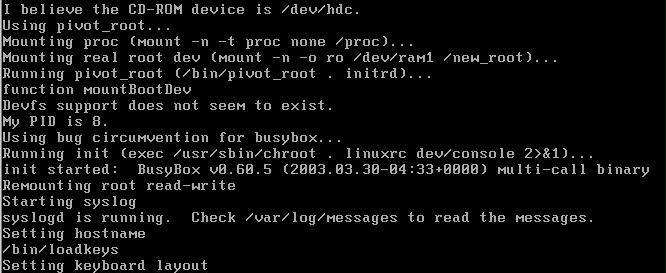 I believe the CD-ROM device is /dev/hdc.
Using pivot_root...
Mounting proc (mount -n -t proc none /proc)...
Mounting real root dev (mount -n -o ro /dev/ram1 /new_root)...
Running pivot_root (/bin/pivot_root . initrd)...
function mountBootDev
Devfs support does not seem to exist.
My PID is 8.
Using bug circumvention for busybox...
Running init (exec /usr/sbin/chroot . linuxrc dev/console 2>&1)...
init started:  BusyBox v0.60.5 (2003.03.30-04:33+0000) multi-call binary
Remounting root read-write
Starting syslog
syslogd is running.  Check /var/log/messages to read the messages.
Setting hostname
/bin/loadkeys
Setting keyboard layout